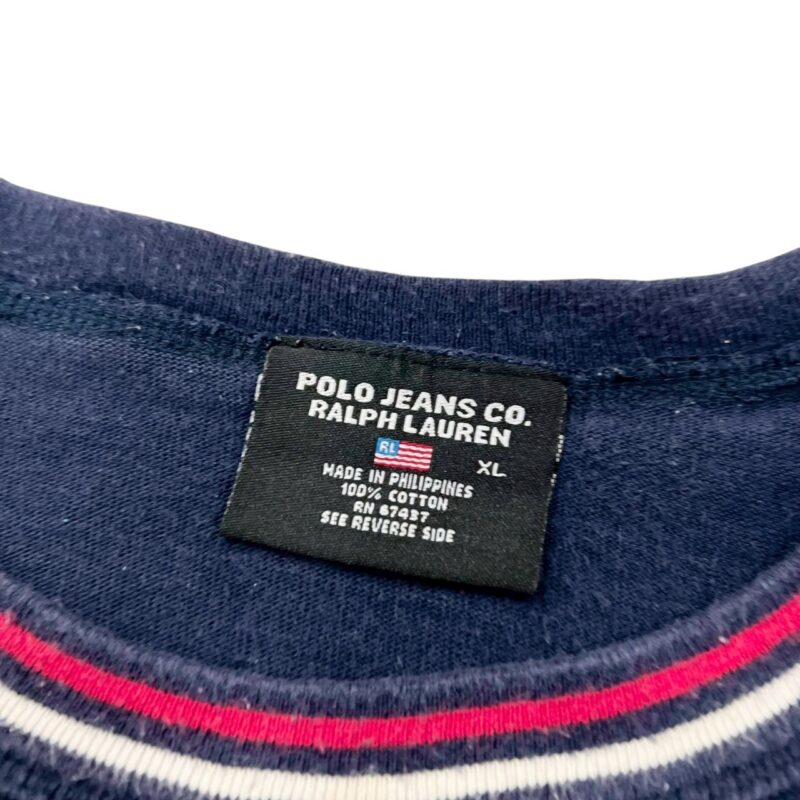 POLO JEANS CO.
RALPH LAUREN
RL
XL
MADE IN PHILIPPINES
100% COTTON
RN 67437
SEE REVERSE SIDE